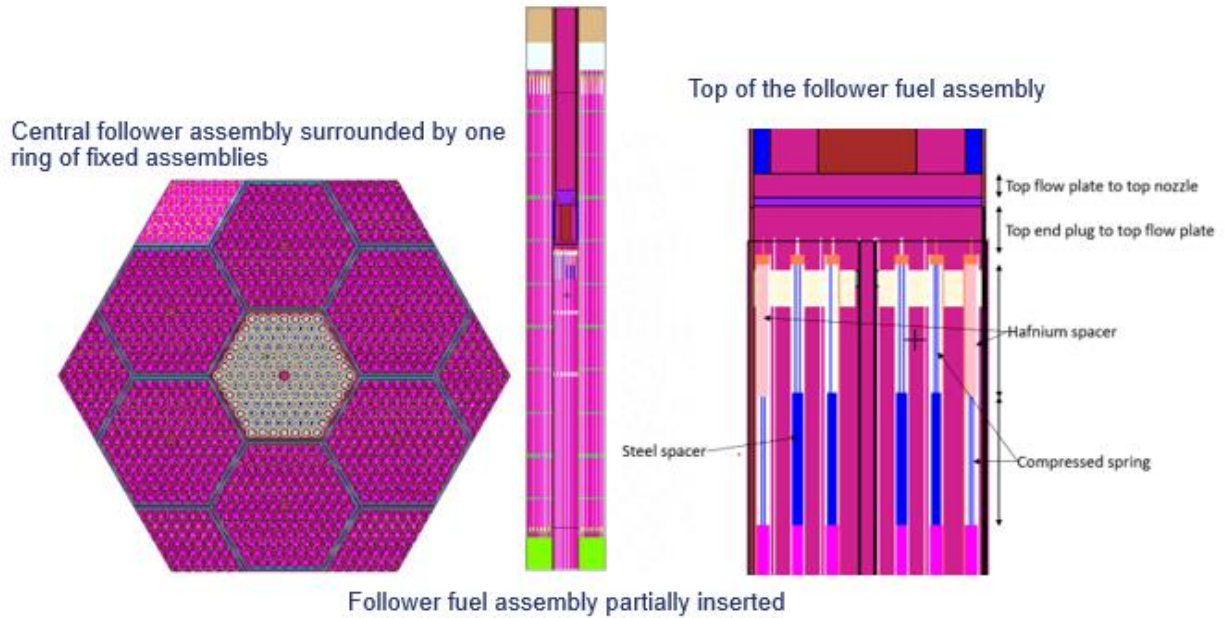 Central follower assembly surrounded by one
ring of fixed assemblies
Top of the follower fuel assembly
Top flow plate to top nozzle
Top end plug to top flow plate
Hafnium spacer
Steel spacer
Compressed spring
Follower fuel assembly partially inserted